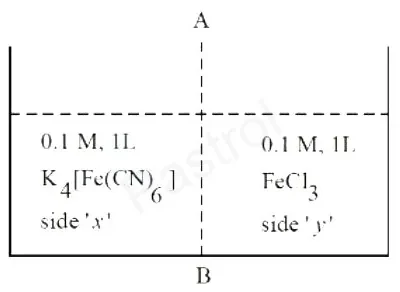 A
0.1 M, 1L
K4[Fe(CN)6]
side 'x'
0.1 M, 1L
FeCl3
side 'y'
B